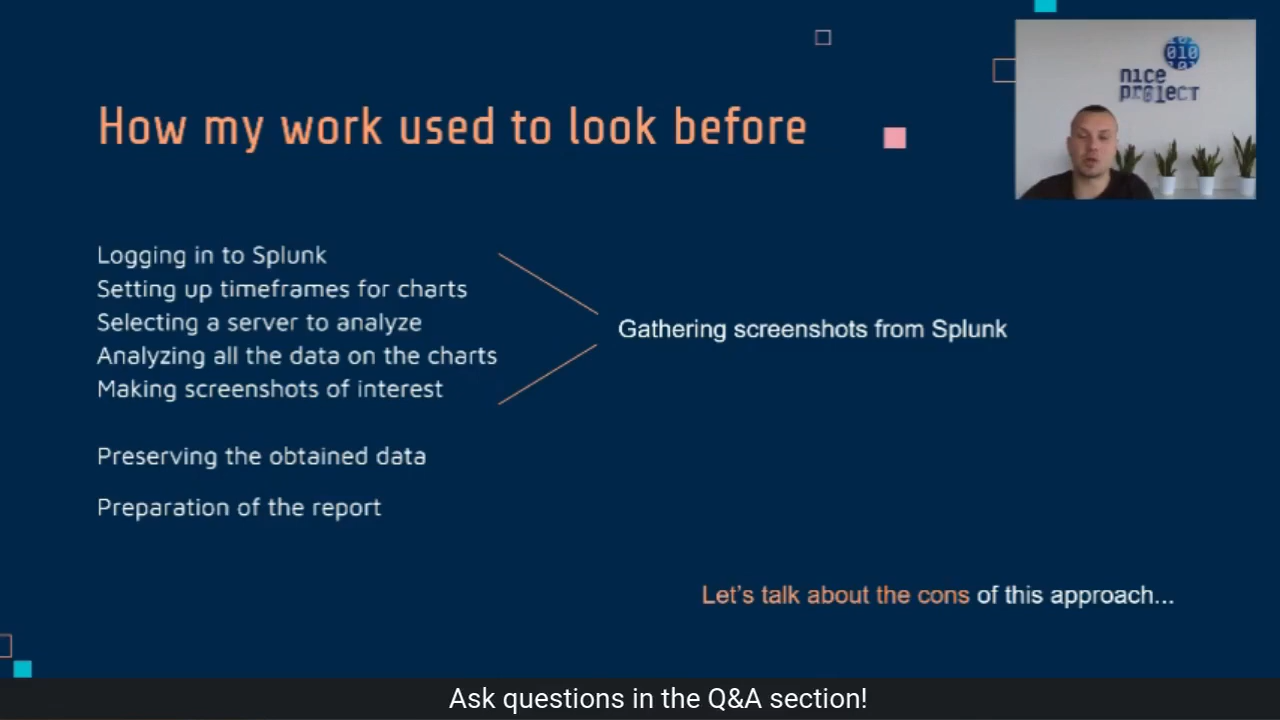 How my work used to look before
010
nice
project
Logging in to Splunk
Setting up timeframes for charts
Selecting a server to analyze
Analyzing all the data on the charts
Making screenshots of interest
Gathering screenshots from Splunk
Preserving the obtained data
Preparation of the report
Let's talk about the cons of this approach...
Ask questions in the Q&A section!